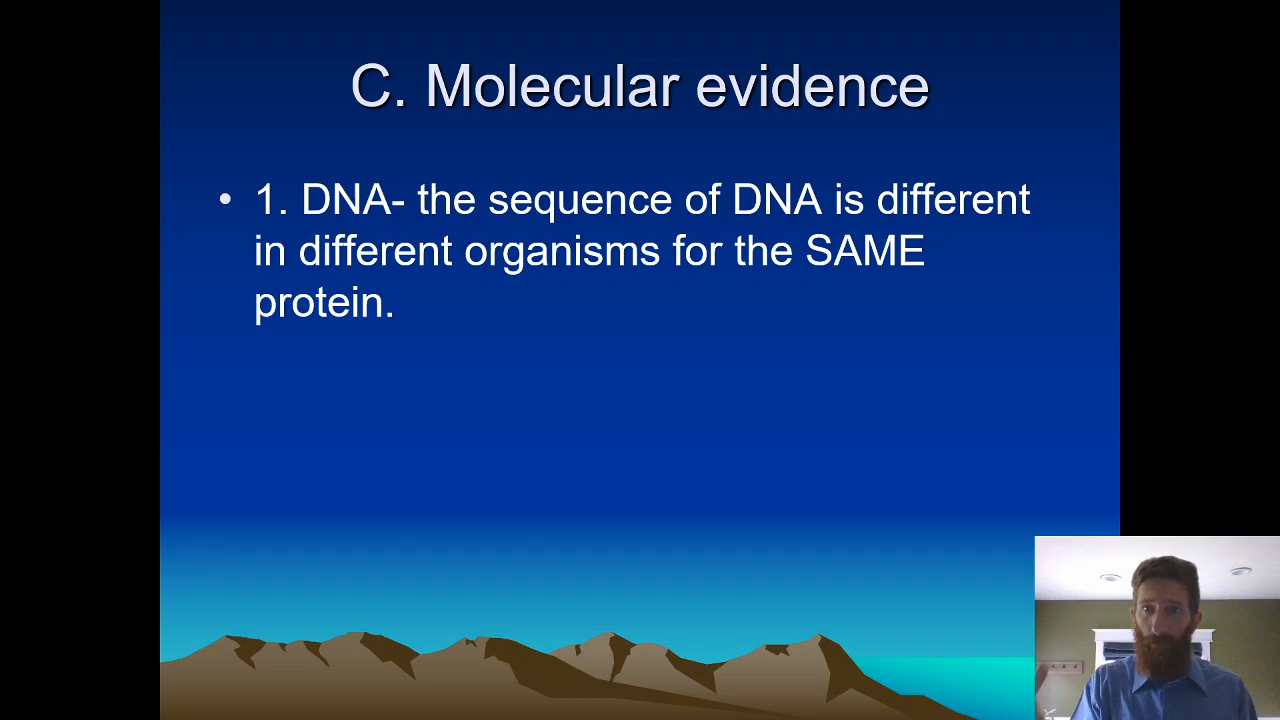 C. Molecular evidence
• 1. DNA- the sequence of DNA is different
in different organisms for the SAME
protein.